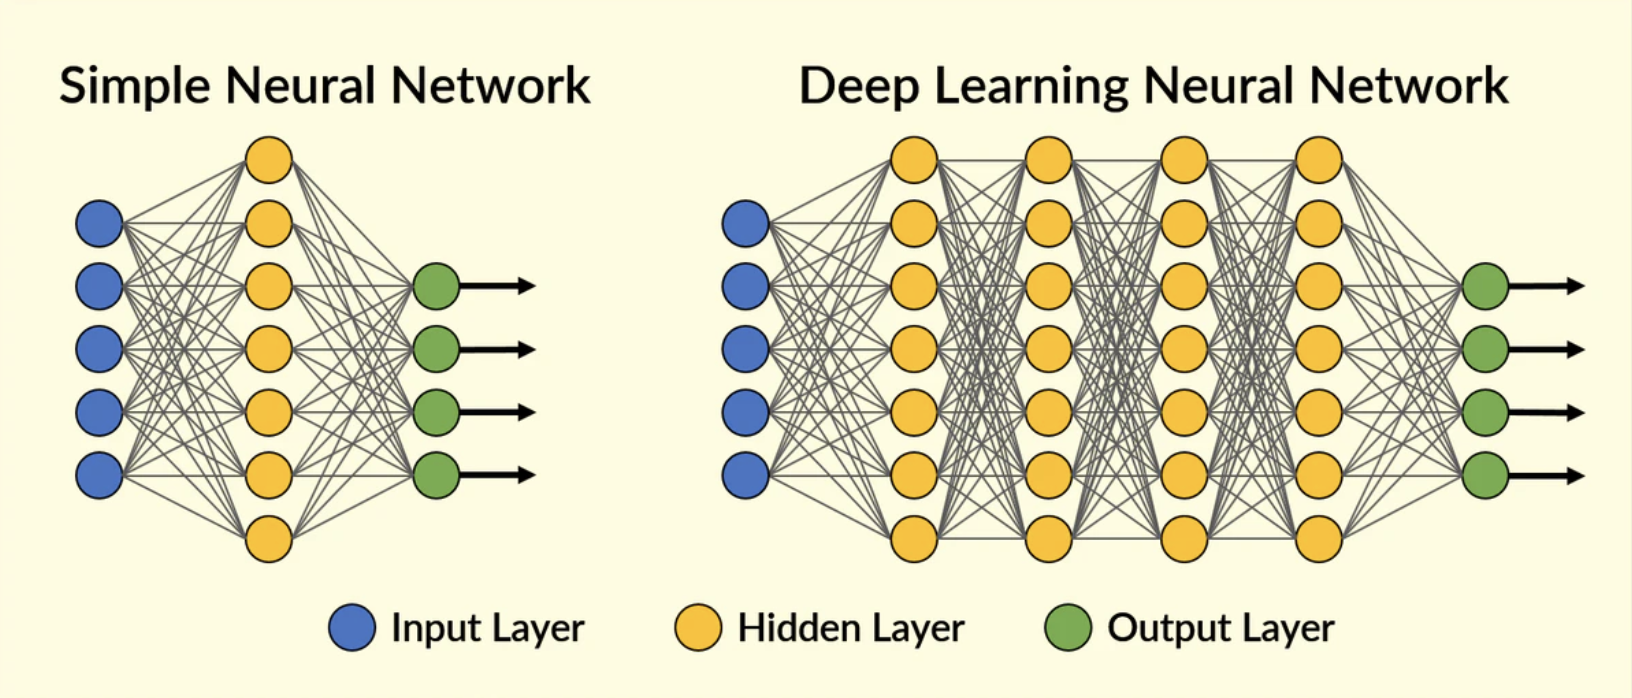 Simple Neural Network
Deep Learning Neural Network
Input Layer
Hidden Layer
Output Layer